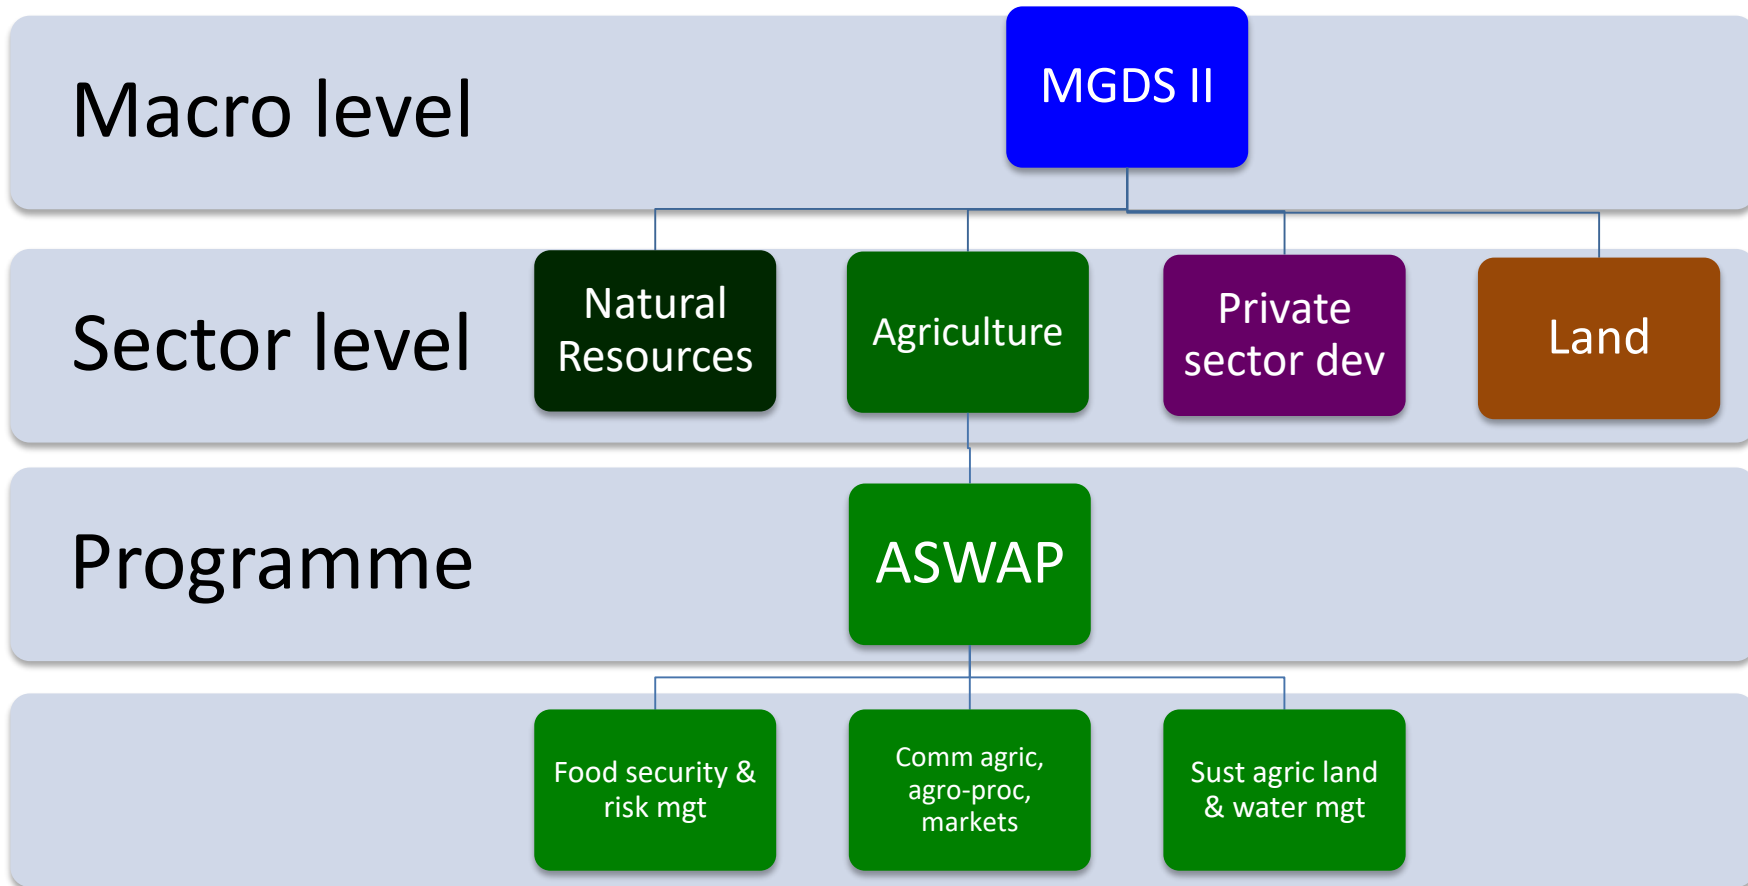 Macro level
MGDS II
Sector level
Natural
Resources
Agriculture
Private
sector dev
Land
Programme
ASWAP
Food security &
risk mgt
Comm agric,
agro-proc,
markets
Sust agric land
& water mgt